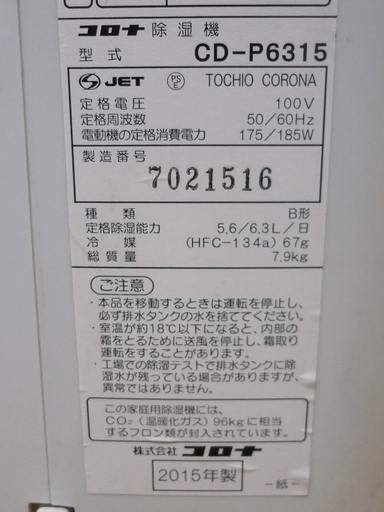 コロナ 除湿機
型式 CD-P6315
S JET PS E TOCHIO CORONA
定格電圧 100V
定格周波数 50/60Hz
電動機の定格消費電力 175/185W
製造番号
7021516
種類 B形
定格除湿能力 5.6/6.3L/日
冷媒 (HFC-134a) 67g
総質量 7.9kg
ご注意
・本品を移動するときは運転を停止し、
必ず排水タンクの水を捨ててください。
・室温が約18℃以下になると、内部の
霜をとるために送風を停止し、霜取り
運転をすることがあります。
・工場での除湿テストで排水タンクに除
湿水が残っている場合がありますが、
異常ではありません。
この家庭用除湿機には、
CO₂(温暖化ガス)96kgに相当
するフロン類が封入されています。
株式会社 コロナ
2015年製
-紙-